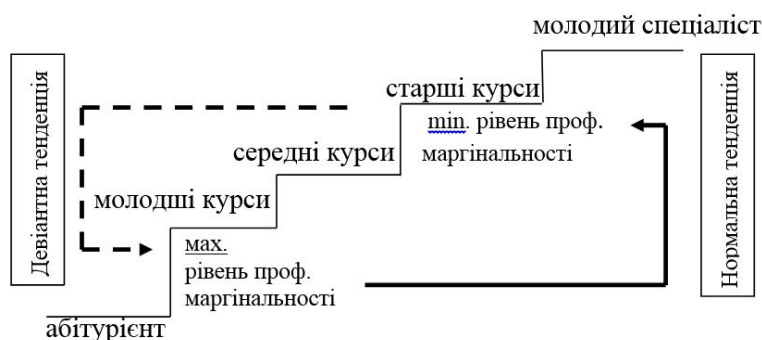 молодий спеціаліст
старші курси
min. рівень проф.
маргінальності
середні курси
молодші курси
max.
рівень проф.
маргінальності
абітурієнт
Девіантна тенденція
Нормальна тенденція